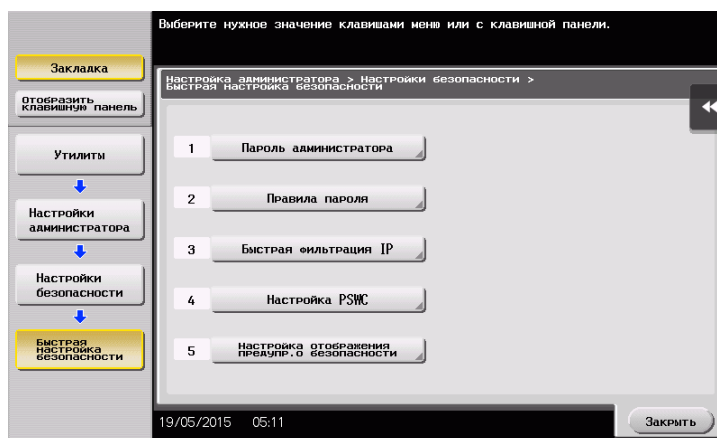 Выберите нужное значение клавишами меню или с клавишной панели.
Закладка
Отобразить
клавишную панель
Утилиты
Настройки
администратора
Настройки
безопасности
Быстрая
настройка
безопасности
Настройка администратора > Настройки безопасности >
Быстрая настройка безопасности
1 Пароль администратора
2 Правила пароля
3 Быстрая фильтрация IP
4 Настройка PSWC
5 Настройка отображения
предупр.о безопасности
19/05/2015 05:11
Закрыть